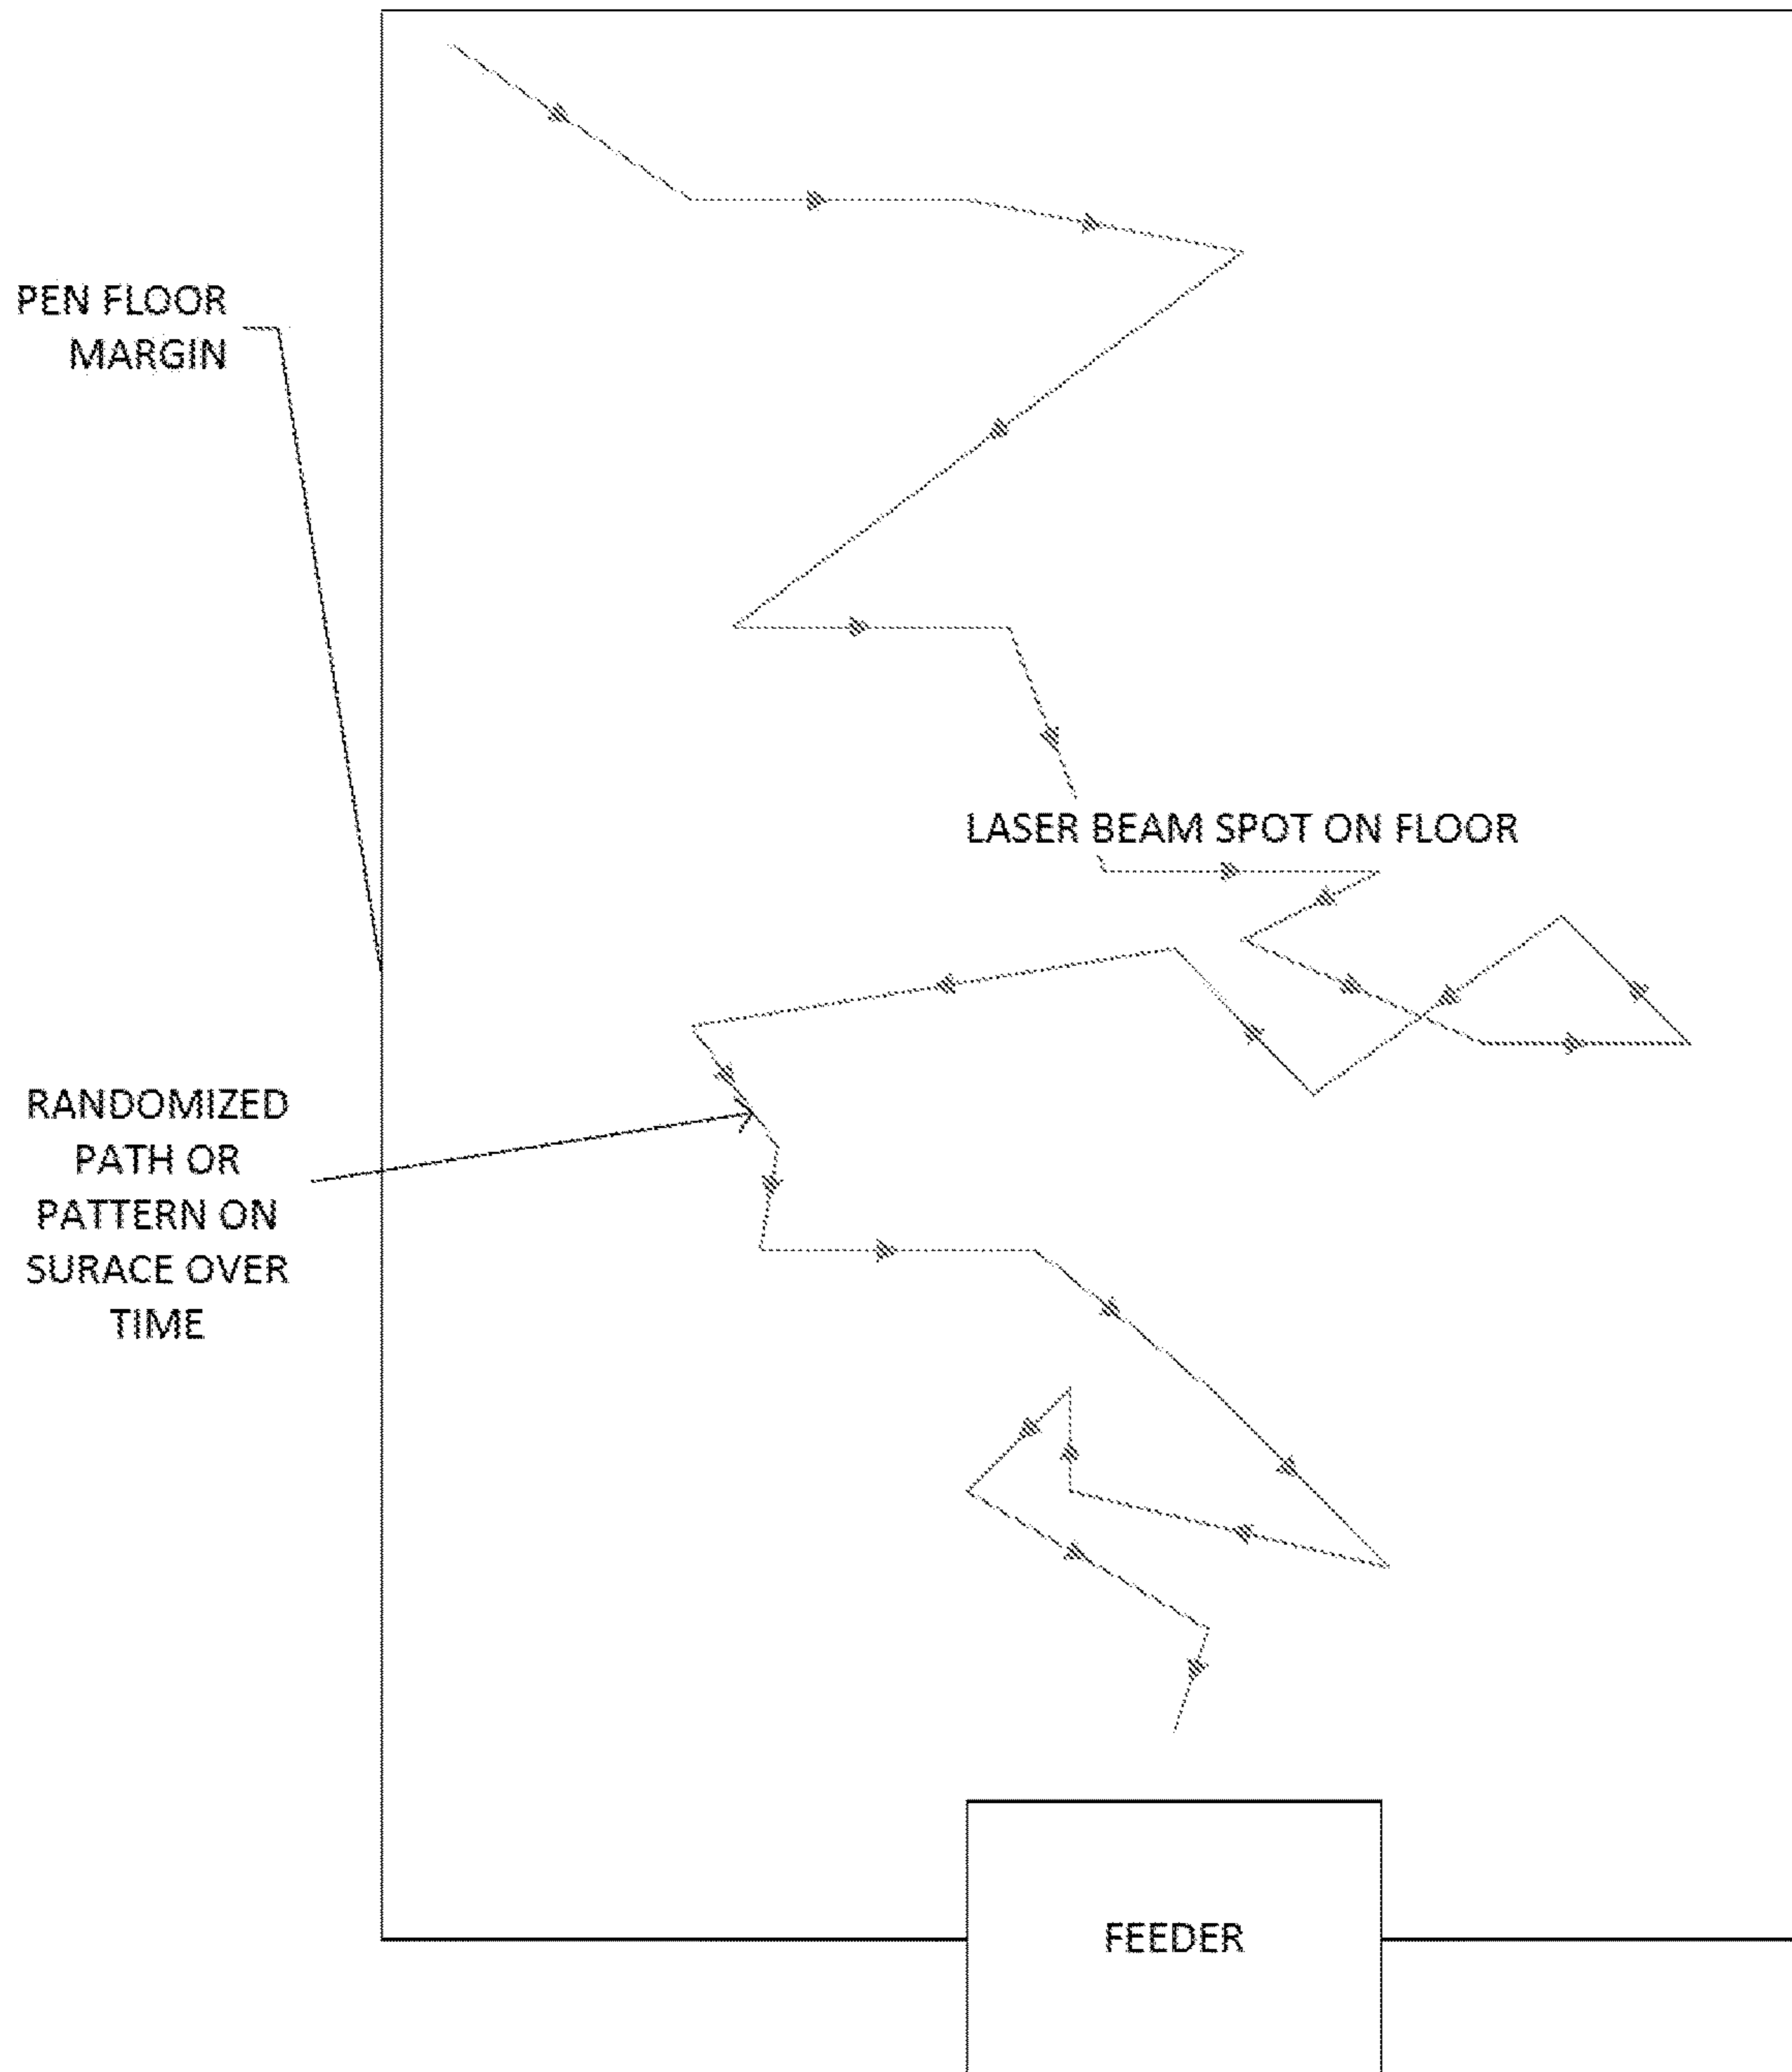 PEN FLOOR
MARGIN
LASER BEAM SPOT ON FLOOR
RANDOMIZED
PATH OR
PATTERN ON
SURACE OVER
TIME
FEEDER